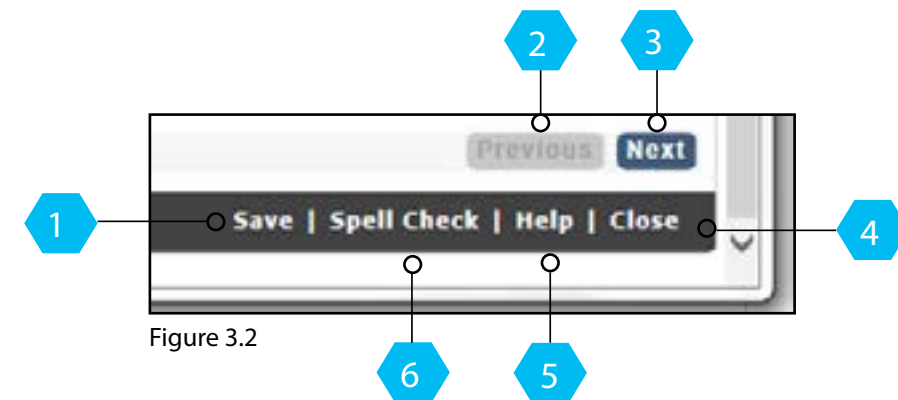 2 3
Previous Next
1 Save | Spell Check | Help | Close 4
Figure 3.2
6 5